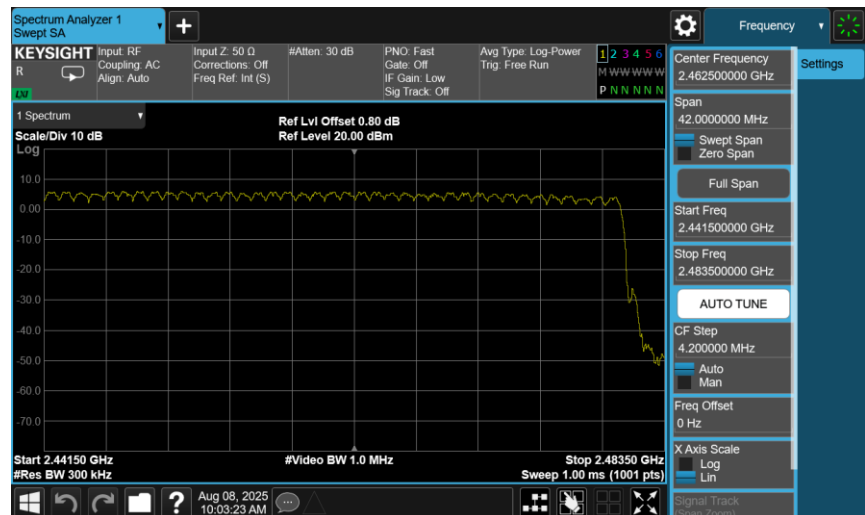 Spectrum Analyzer 1
Swept SA
+
Frequency
KEYSIGHT
R
LXI
Input: RF
Coupling: AC
Align: Auto
Input Z: 50 Ω
Corrections: Off
Freq Ref: Int (S)
#Atten: 30 dB
PNO: Fast
Gate: Off
IF Gain: Low
Sig Track: Off
Avg Type: Log-Power
Trig: Free Run
1 2 3 4 5 6
M W W W W W
P N N N N N
1 Spectrum
Scale/Div 10 dB
Log
Ref Lvl Offset 0.80 dB
Ref Level 20.00 dBm
10.0
0.00
-10.0
-20.0
-30.0
-40.0
-50.0
-60.0
-70.0
Start 2.44150 GHz
#Res BW 300 kHz
#Video BW 1.0 MHz
Stop 2.48350 GHz
Sweep 1.00 ms (1001 pts)
?
Aug 08, 2025
10:03:23 AM
Center Frequency
2.462500000 GHz
Settings
Span
42.0000000 MHz
Swept Span
Zero Span
Full Span
Start Freq
2.441500000 GHz
Stop Freq
2.483500000 GHz
AUTO TUNE
CF Step
4.200000 MHz
Auto
Man
Freq Offset
0 Hz
X Axis Scale
Log
Lin
Signal Track
(Span Zoom)